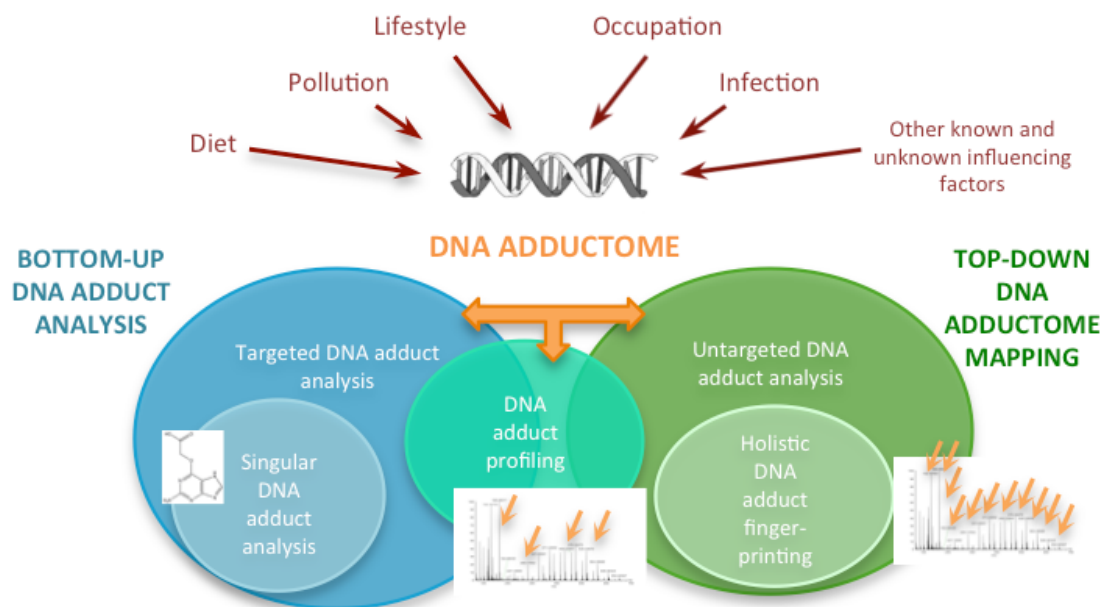 Lifestyle
Occupation
Pollution
Infection
Diet
Other known and
unknown influencing
factors
DNA ADDUCTOME
BOTTOM-UP
DNA ADDUCT
ANALYSIS
TOP-DOWN
DNA
ADDUCTOME
MAPPING
Targeted DNA adduct
analysis
Untargeted DNA
adduct analysis
DNA
adduct
profiling
Singular
DNA
adduct
analysis
Holistic
DNA
adduct
finger-
printing